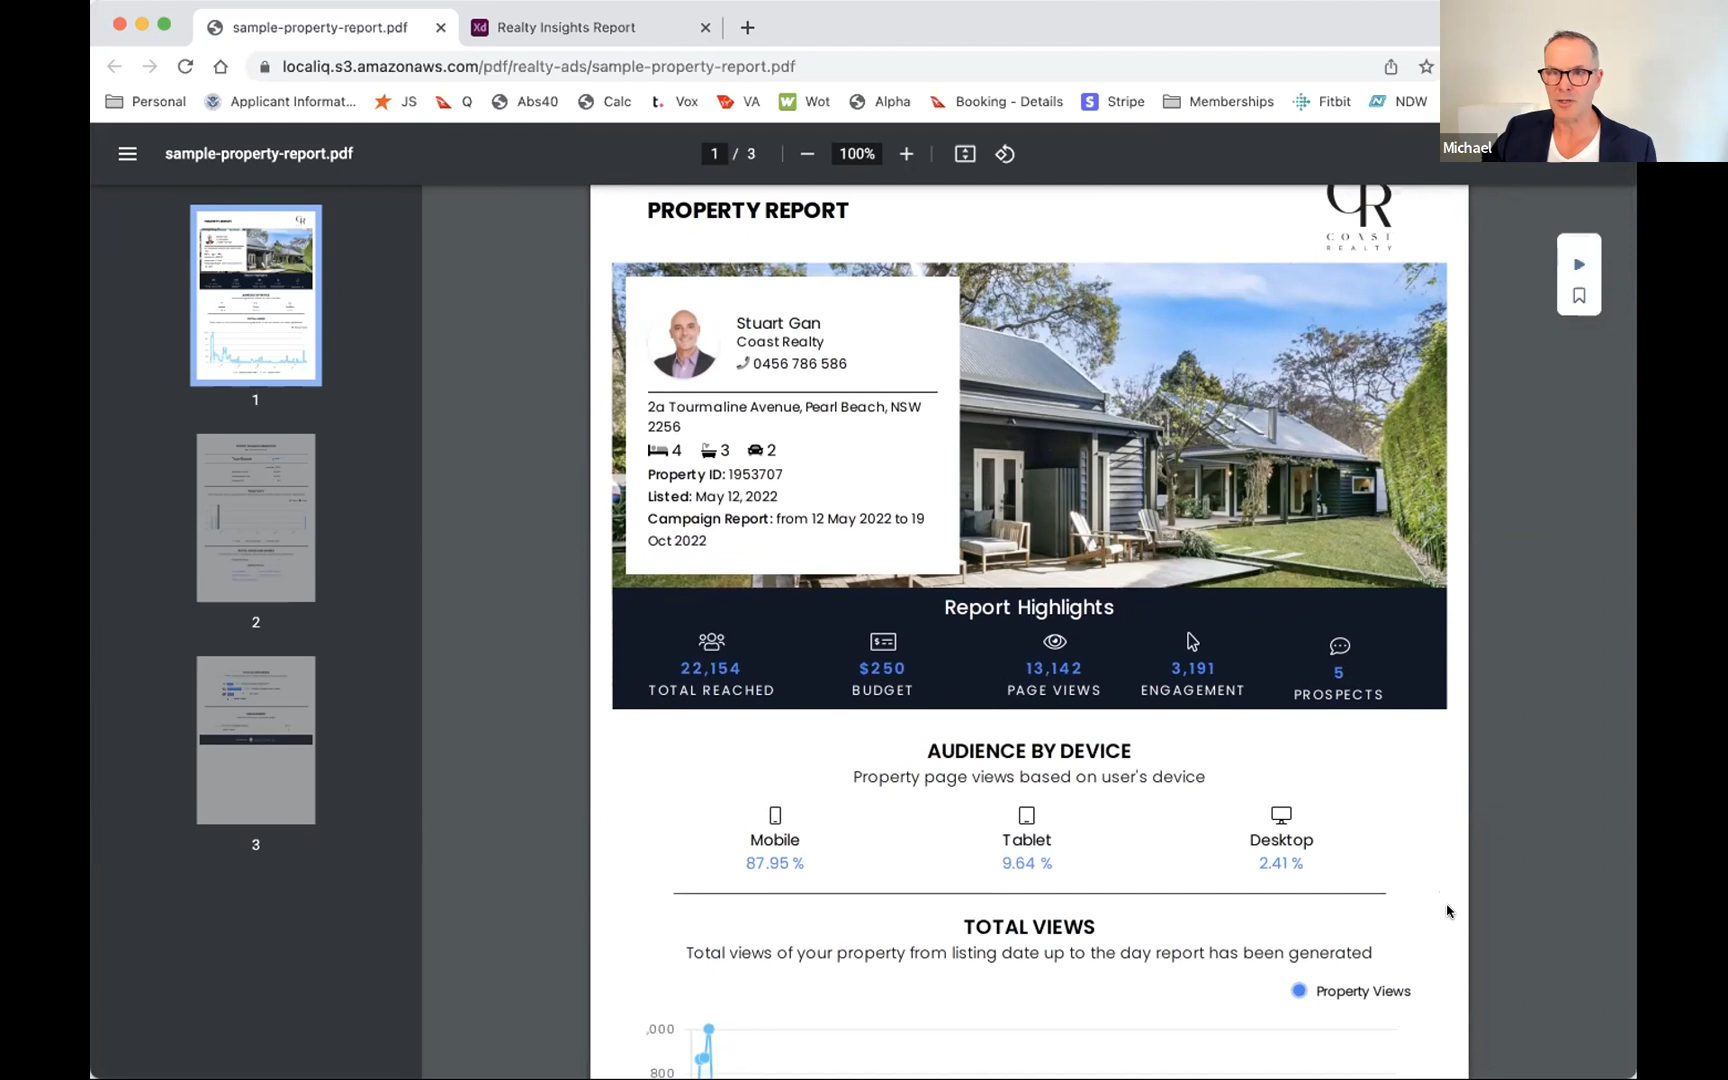 sample-property-report.pdf
Xd Realty Insights Report
localiq.s3.amazonaws.com/pdf/realty-ads/sample-property-report.pdf
Personal Applicant Informat... JS Q Abs40 Calc t. Vox VA W Wot Alpha Booking - Details S Stripe Memberships Fitbit NDW
Michael
sample-property-report.pdf
1 / 3 100%
PROPERTY REPORT
CR
COAST
REALTY
Stuart Gan
Coast Realty
0456 786 586
2a Tourmaline Avenue, Pearl Beach, NSW
2256
4 3 2
Property ID: 1953707
Listed: May 12, 2022
Campaign Report: from 12 May 2022 to 19
Oct 2022
Report Highlights
22,154 $250 13,142 3,191 5
TOTAL REACHED BUDGET PAGE VIEWS ENGAGEMENT PROSPECTS
AUDIENCE BY DEVICE
Property page views based on user's device
Mobile Tablet Desktop
87.95 % 9.64 % 2.41 %
TOTAL VIEWS
Total views of your property from listing date up to the day report has been generated
Property Views
,000
800
1
2
3